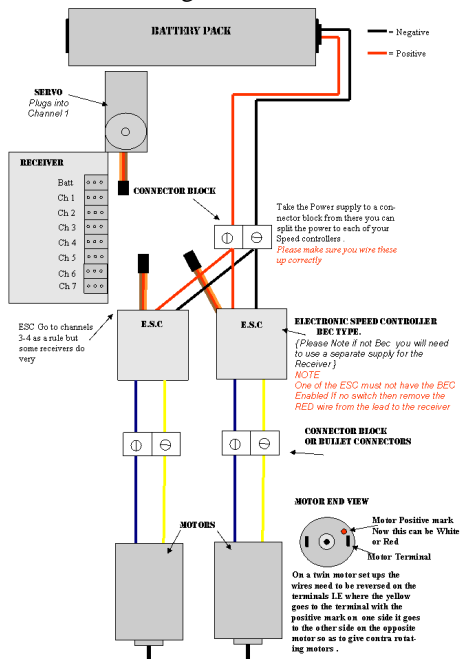 BATTERY PACK
= Negative
= Positive
SERVO
Plugs into
Channel 1
RECEIVER
Batt
Ch 1
Ch 2
Ch 3
Ch 4
Ch 5
Ch 6
Ch 7
CONNECTOR BLOCK
Take the Power supply to a con-
nector block from there you can
split the power to each of your
Speed controllers .
Please make sure you wire these
up correctly
ESC Go to channels
3-4 as a rule but
some receivers do
very
E.S.C
E.S.C
ELECTRONIC SPEED CONTROLLER
BEC TYPE.
{Please Note if not Bec you will need
to use a separate supply for the
Receiver }
NOTE
One of the ESC must not have the BEC
Enabled If no switch then remove the
RED wire from the lead to the receiver
CONNECTOR BLOCK
OR BULLET CONNECTORS
MOTORS
MOTOR END VIEW
Motor Positive mark
Now this can be White
or Red
Motor Terminal
On a twin motor set ups the
wires need to be reversed on the
terminals I.E where the yellow
goes to the terminal with the
positive mark on one side it goes
to the other side on the opposite
motor so as to give contra rotat-
ing motors .